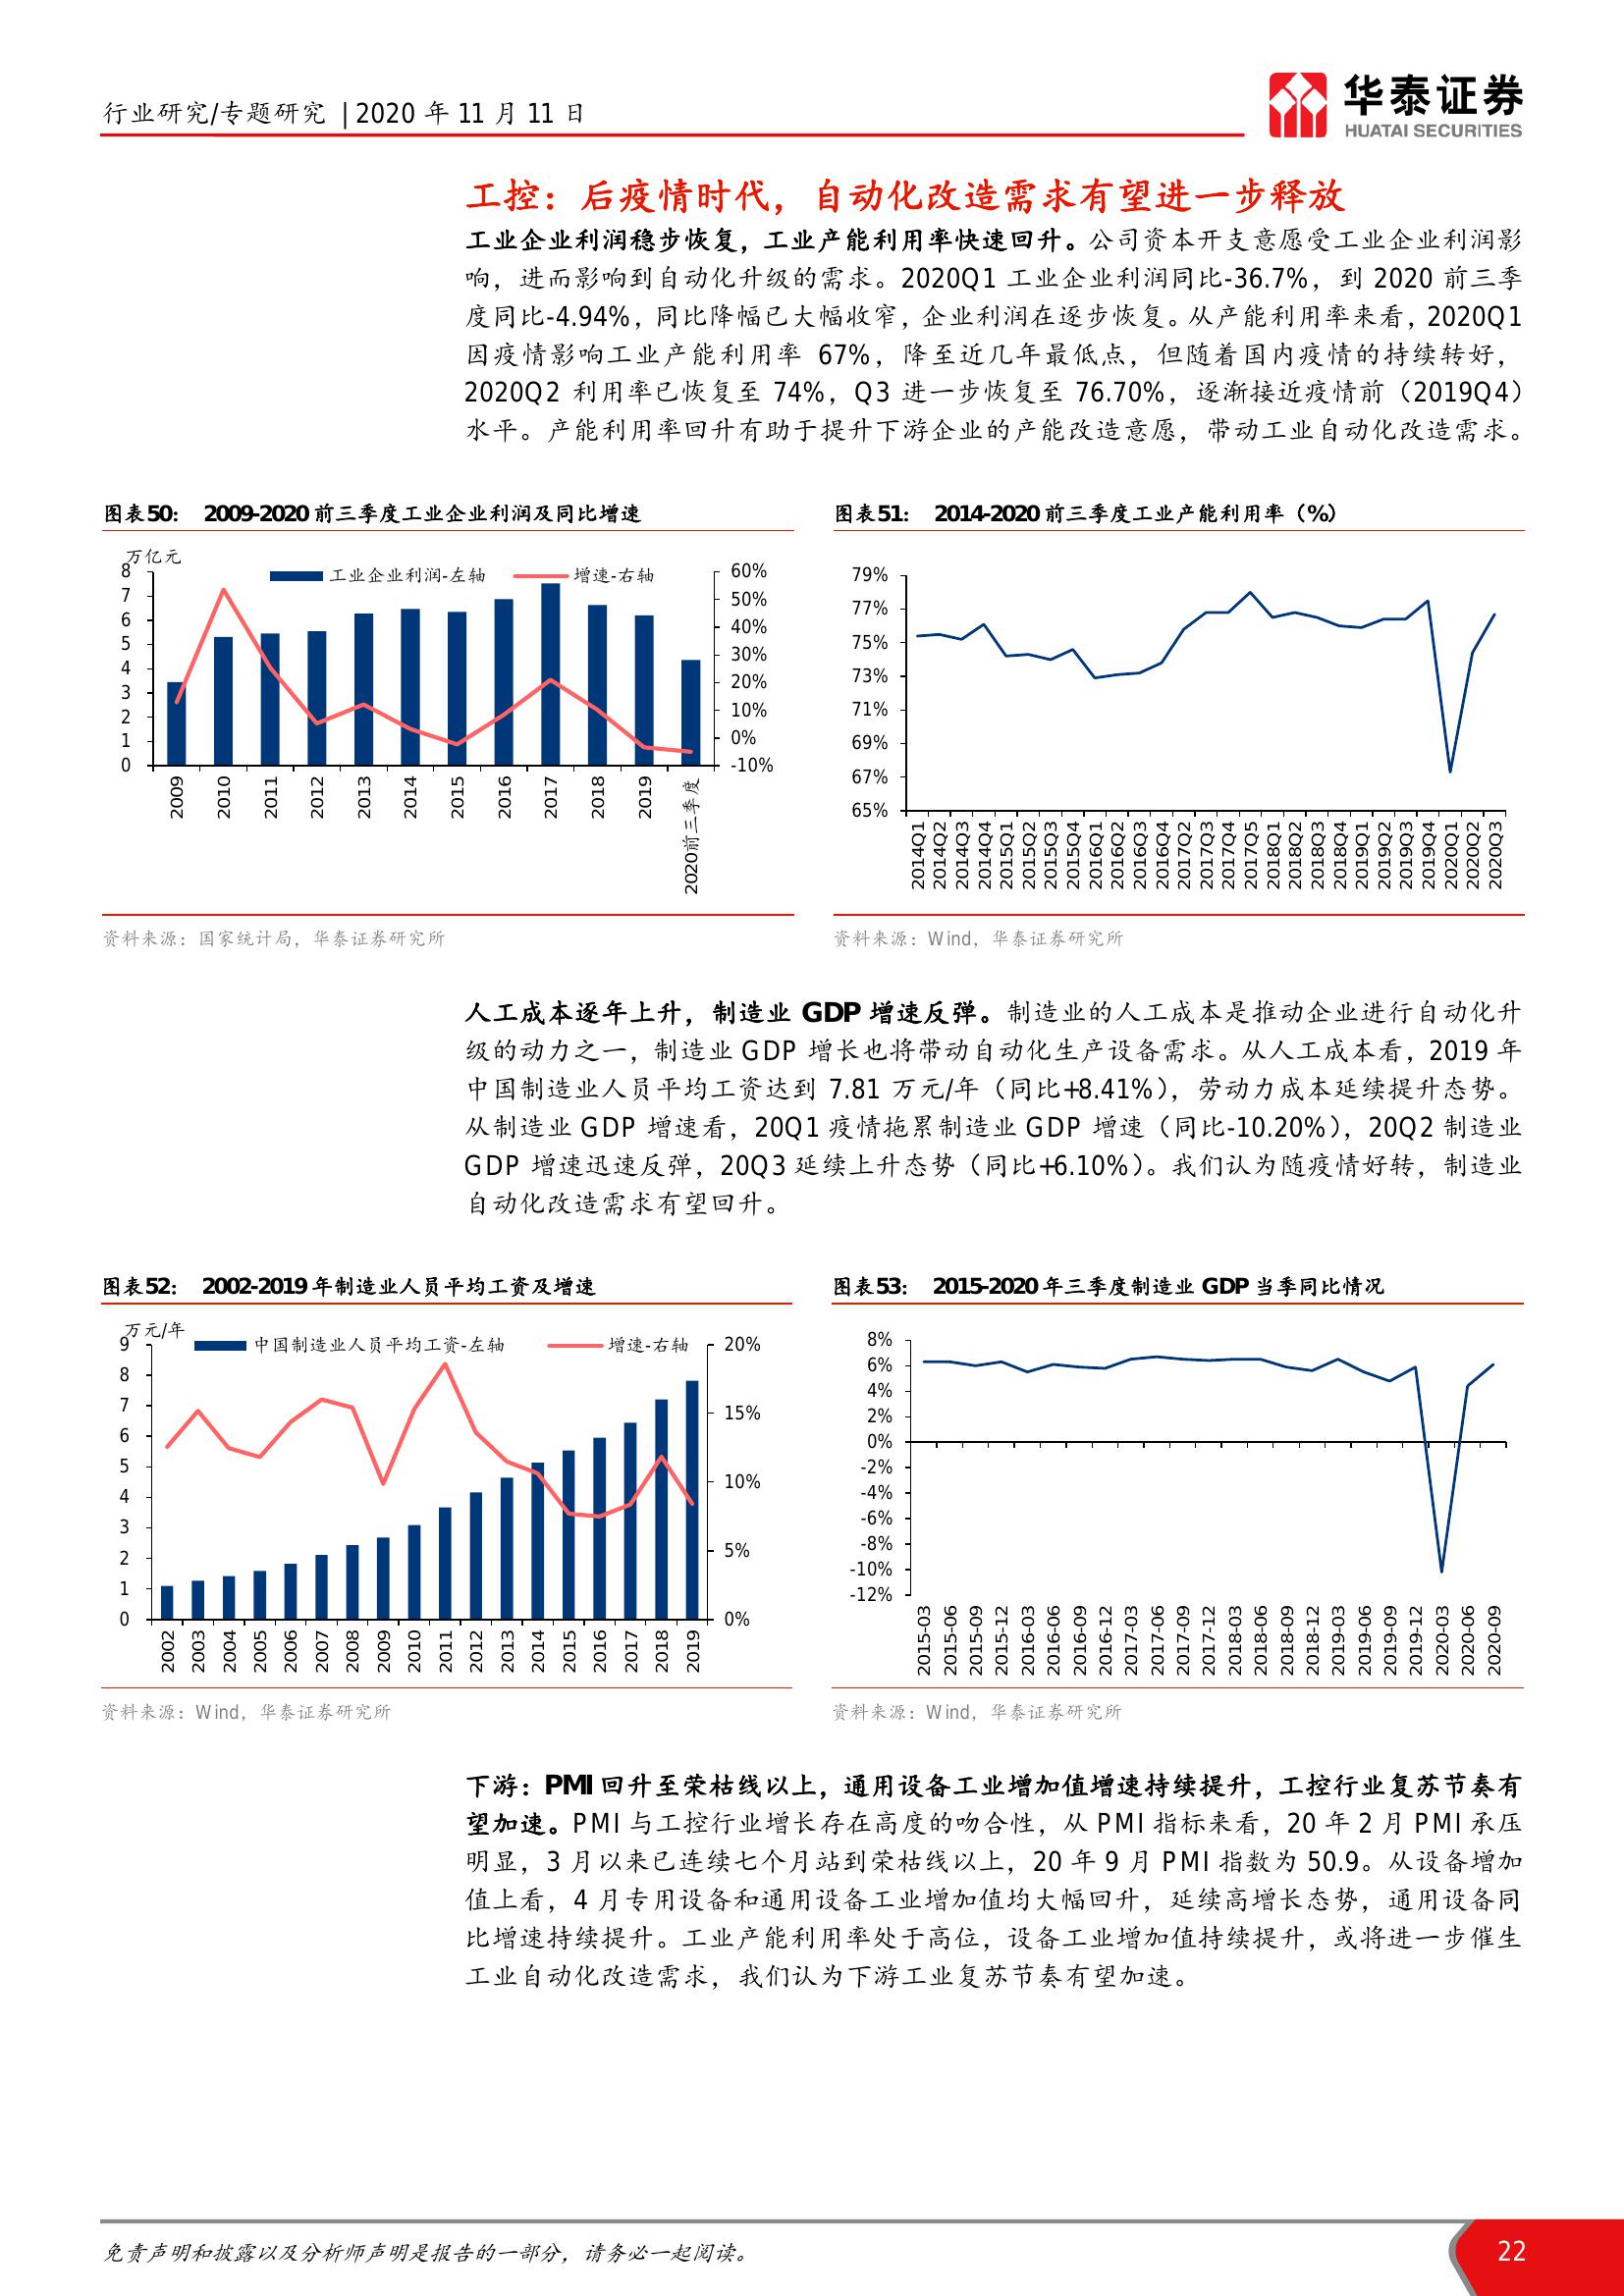 行业研究/专题研究 | 2020 年 11 月 11 日
华泰证券
HUATAI SECURITIES
工控：后疫情时代，自动化改造需求有望进一步释放
工业企业利润稳步恢复，工业产能利用率快速回升。公司资本开支意愿受工业企业利润影
响，进而影响到自动化升级的需求。2020Q1 工业企业利润同比-36.7%，到 2020 前三季
度同比-4.94%，同比降幅已大幅收窄，企业利润在逐步恢复。从产能利用率来看，2020Q1
因疫情影响工业产能利用率 67%，降至近几年最低点，但随着国内疫情的持续转好，
2020Q2 利用率已恢复至 74%，Q3 进一步恢复至 76.70%，逐渐接近疫情前（2019Q4）
水平。产能利用率回升有助于提升下游企业的产能改造意愿，带动工业自动化改造需求。
图表50： 2009-2020 前三季度工业企业利润及同比增速
万亿元
工业企业利润-左轴 增速-右轴
8
7
6
5
4
3
2
1
0
60%
50%
40%
30%
20%
10%
0%
-10%
2009 2010 2011 2012 2013 2014 2015 2016 2017 2018 2019 2020前三季度
资料来源：国家统计局，华泰证券研究所
图表51： 2014-2020 前三季度工业产能利用率（%）
79%
77%
75%
73%
71%
69%
67%
65%
2014Q1 2014Q2 2014Q3 2014Q4 2015Q1 2015Q2 2015Q3 2015Q4 2016Q1 2016Q2 2016Q3 2016Q4 2017Q2 2017Q3 2017Q4 2017Q5 2018Q1 2018Q2 2018Q3 2018Q4 2019Q1 2019Q2 2019Q3 2019Q4 2020Q1 2020Q2 2020Q3
资料来源：Wind，华泰证券研究所
人工成本逐年上升，制造业 GDP 增速反弹。制造业的人工成本是推动企业进行自动化升
级的动力之一，制造业 GDP 增长也将带动自动化生产设备需求。从人工成本看，2019 年
中国制造业人员平均工资达到 7.81 万元/年（同比+8.41%），劳动力成本延续提升态势。
从制造业 GDP 增速看，20Q1 疫情拖累制造业 GDP 增速（同比-10.20%），20Q2 制造业
GDP 增速迅速反弹，20Q3 延续上升态势（同比+6.10%）。我们认为随疫情好转，制造业
自动化改造需求有望回升。
图表52： 2002-2019 年制造业人员平均工资及增速
万元/年
中国制造业人员平均工资-左轴 增速-右轴
9
8
7
6
5
4
3
2
1
0
20%
15%
10%
5%
0%
2002 2003 2004 2005 2006 2007 2008 2009 2010 2011 2012 2013 2014 2015 2016 2017 2018 2019
资料来源：Wind，华泰证券研究所
图表53： 2015-2020 年三季度制造业 GDP 当季同比情况
8%
6%
4%
2%
0%
-2%
-4%
-6%
-8%
-10%
-12%
2015-03 2015-06 2015-09 2015-12 2016-03 2016-06 2016-09 2016-12 2017-03 2017-06 2017-09 2017-12 2018-03 2018-06 2018-09 2019-03 2019-06 2019-09 2019-12 2020-03 2020-06 2020-09
资料来源：Wind，华泰证券研究所
下游：PMI 回升至荣枯线以上，通用设备工业增加值增速持续提升，工控行业复苏节奏有
望加速。PMI 与工控行业增长存在高度的吻合性，从 PMI 指标来看，20 年 2 月 PMI 承压
明显，3 月以来已连续七个月站到荣枯线以上，20 年 9 月 PMI 指数为 50.9。从设备增加
值上看，4 月专用设备和通用设备工业增加值均大幅回升，延续高增长态势，通用设备同
比增速持续提升。工业产能利用率处于高位，设备工业增加值持续提升，或将进一步催生
工业自动化改造需求，我们认为下游工业复苏节奏有望加速。
免责声明和披露以及分析师声明是报告的一部分，请务必一起阅读。
22